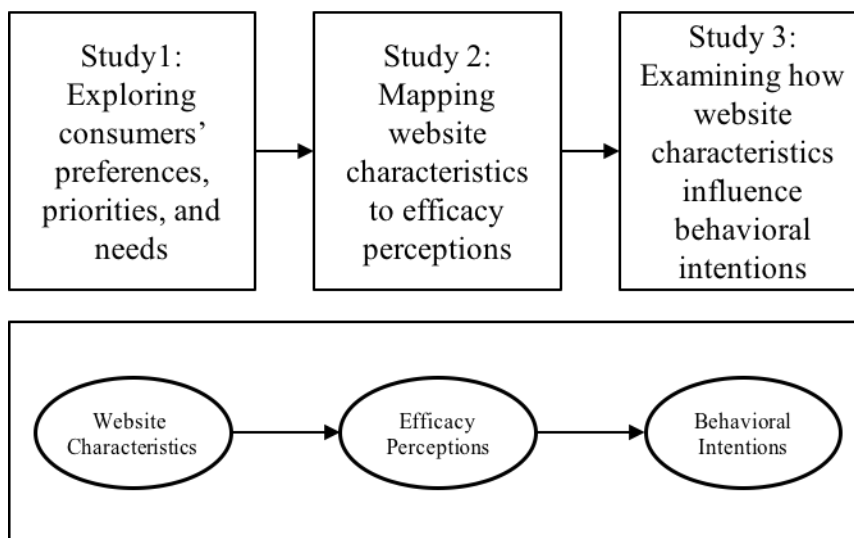 Study1:
Exploring
consumers’
preferences,
priorities, and
needs
Study 2:
Mapping
website
characteristics
to efficacy
perceptions
Study 3:
Examining how
website
characteristics
influence
behavioral
intentions
Website
Characteristics
Efficacy
Perceptions
Behavioral
Intentions